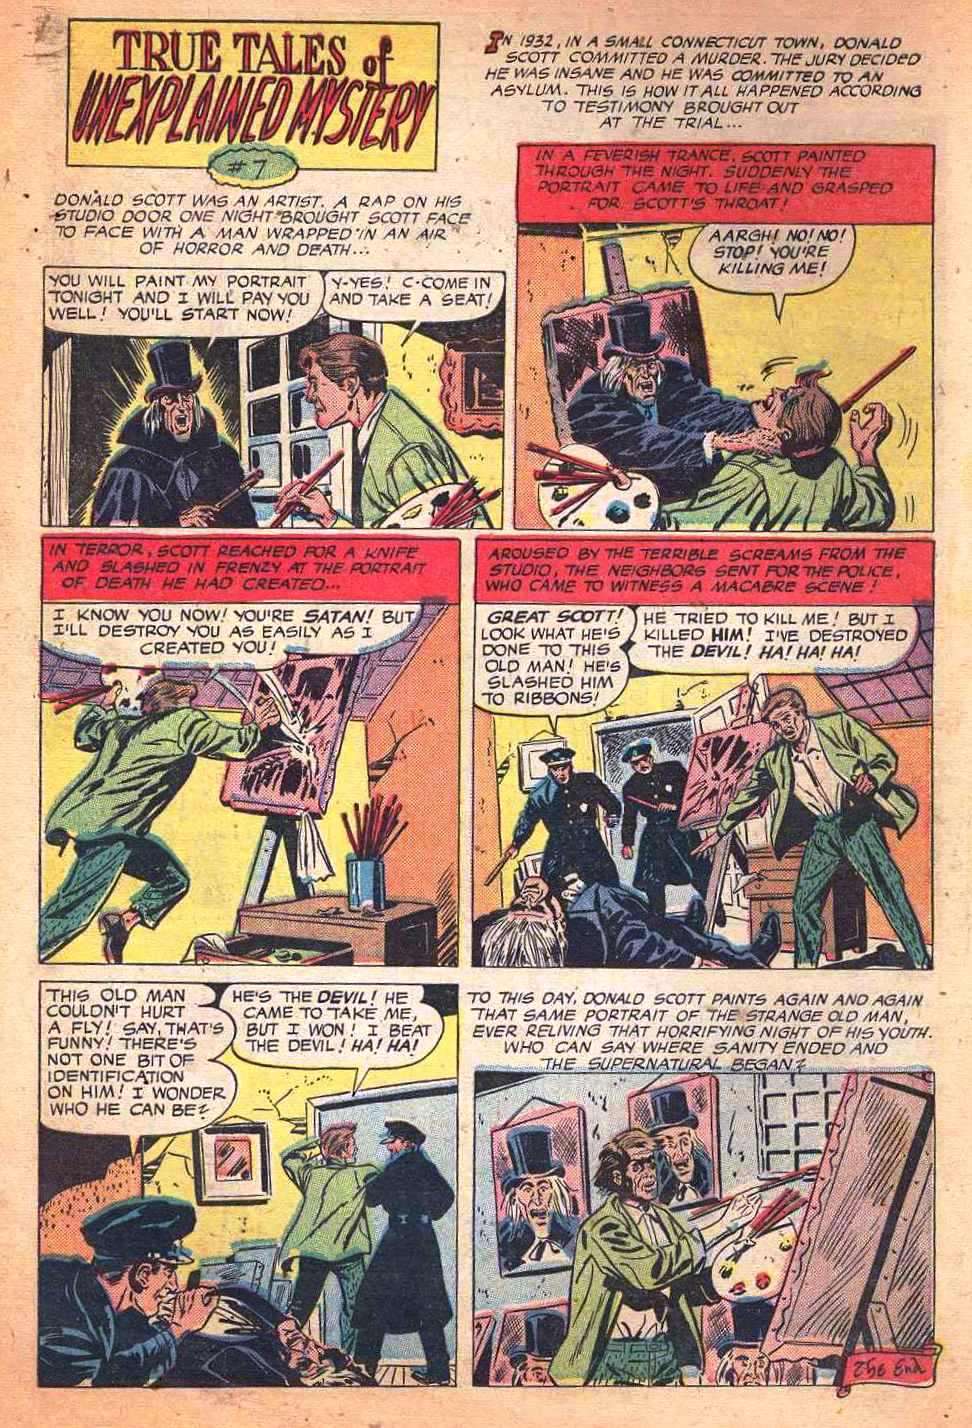 TRUE TALES of
UNEXPLAINED MYSTERY
#7
IN 1932, IN A SMALL CONNECTICUT TOWN, DONALD
SCOTT COMMITTED A MURDER. THE JURY DECIDED
HE WAS INSANE AND HE WAS COMMITTED TO AN
ASYLUM. THIS IS HOW IT ALL HAPPENED ACCORDING
TO TESTIMONY BROUGHT OUT
AT THE TRIAL...
DONALD SCOTT WAS AN ARTIST. A RAP ON HIS
STUDIO DOOR ONE NIGHT BROUGHT SCOTT FACE
TO FACE WITH A MAN WRAPPED IN AN AIR
OF HORROR AND DEATH...
YOU WILL PAINT MY PORTRAIT
TONIGHT AND I WILL PAY YOU
WELL! YOU'LL START NOW!
Y-YES! C-COME IN
AND TAKE A SEAT!
IN A FEVERISH TRANCE, SCOTT PAINTED
THROUGH THE NIGHT. SUDDENLY THE
PORTRAIT CAME TO LIFE AND GRASPED
FOR SCOTT'S THROAT!
AARGH! NO! NO!
STOP! YOU'RE
KILLING ME!
IN TERROR, SCOTT REACHED FOR A KNIFE
AND SLASHED IN FRENZY AT THE PORTRAIT
OF DEATH HE HAD CREATED...
I KNOW YOU NOW! YOU'RE SATAN! BUT
I'LL DESTROY YOU AS EASILY AS I
CREATED YOU!
AROUSED BY THE TERRIBLE SCREAMS FROM THE
STUDIO, THE NEIGHBORS SENT FOR THE POLICE,
WHO CAME TO WITNESS A MACABRE SCENE!
GREAT SCOTT!
LOOK WHAT HE'S
DONE TO THIS
OLD MAN! HE'S
SLASHED HIM
TO RIBBONS!
HE TRIED TO KILL ME! BUT I
KILLED HIM! I'VE DESTROYED
THE DEVIL! HA! HA! HA!
THIS OLD MAN
COULDN'T HURT
A FLY! SAY, THAT'S
FUNNY! THERE'S
NOT ONE BIT OF
IDENTIFICATION
ON HIM! I WONDER
WHO HE CAN BE?
HE'S THE DEVIL! HE
CAME TO TAKE ME,
BUT I WON! I BEAT
THE DEVIL! HA! HA!
TO THIS DAY, DONALD SCOTT PAINTS AGAIN AND AGAIN
THAT SAME PORTRAIT OF THE STRANGE OLD MAN,
EVER RELIVING THAT HORRIFYING NIGHT OF HIS YOUTH.
WHO CAN SAY WHERE SANITY ENDED AND
THE SUPERNATURAL BEGAN?
The End